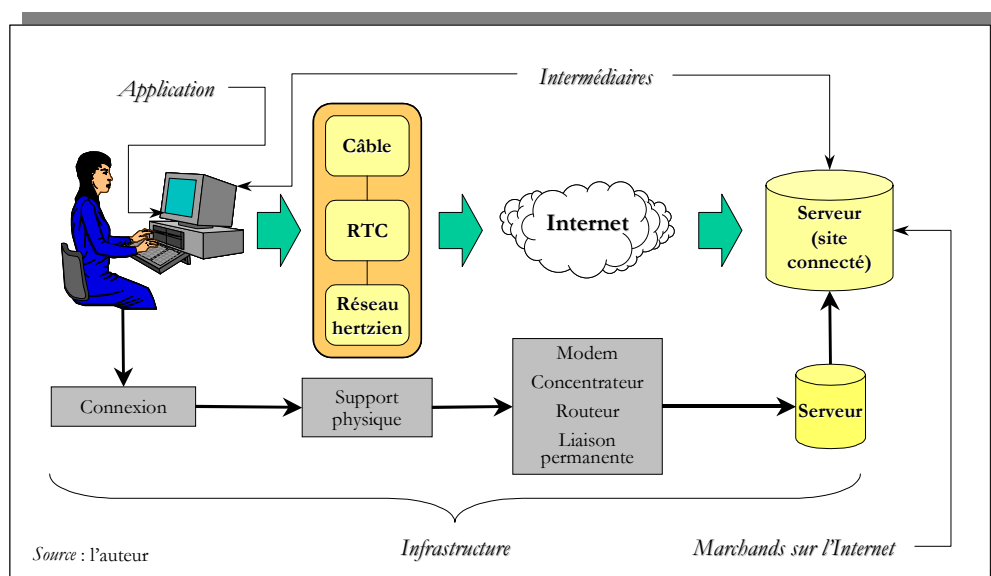 Application
Intermédiaires
Câble
RTC
Réseau
hertzien
Internet
Serveur
(site
connecté)
Connexion
Support
physique
Modem
Concentrateur
Routeur
Liaison
permanente
Serveur
Source : l'auteur
Infrastructure
Marchands sur l'Internet